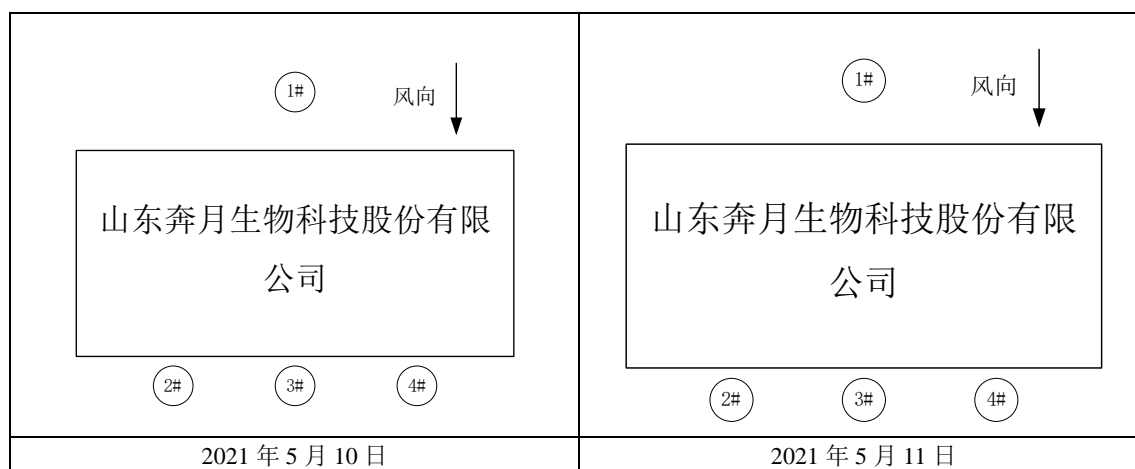 1#
风向
山东奔月生物科技股份有限
公司
2# 3# 4#
2021 年 5 月 10 日
1#
风向
山东奔月生物科技股份有限
公司
2# 3# 4#
2021 年 5 月 11 日